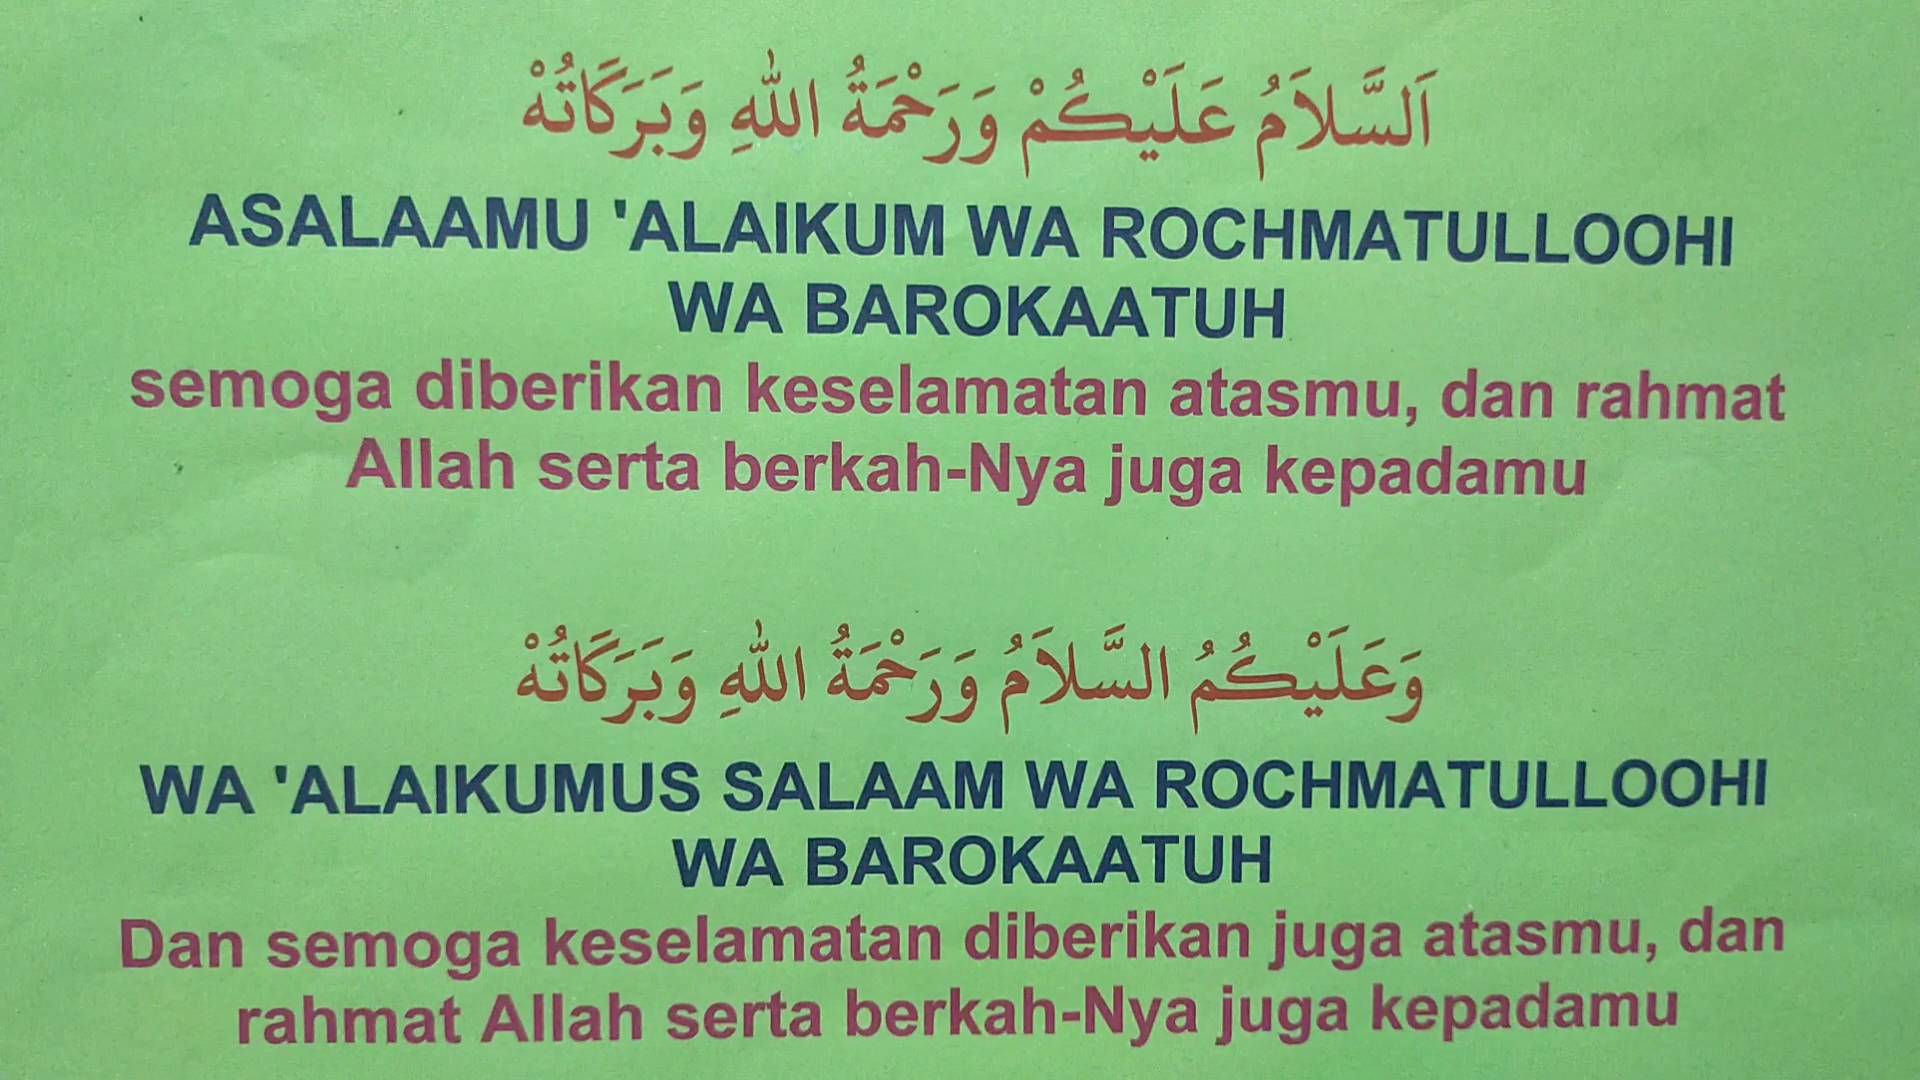 اَلسَّلاَمُ عَلَيْكُمْ وَرَحْمَةُ اللهِ وَبَرَكَاتُهْ
ASALAAMU 'ALAIKUM WA ROCHMATULLOOHI
WA BAROKAATUH
semoga diberikan keselamatan atasmu, dan rahmat
Allah serta berkah-Nya juga kepadamu
وَعَلَيْكُمُ السَّلاَمُ وَرَحْمَةُ اللهِ وَبَرَكَاتُهْ
WA 'ALAIKUMUS SALAAM WA ROCHMATULLOOHI
WA BAROKAATUH
Dan semoga keselamatan diberikan juga atasmu, dan
rahmat Allah serta berkah-Nya juga kepadamu